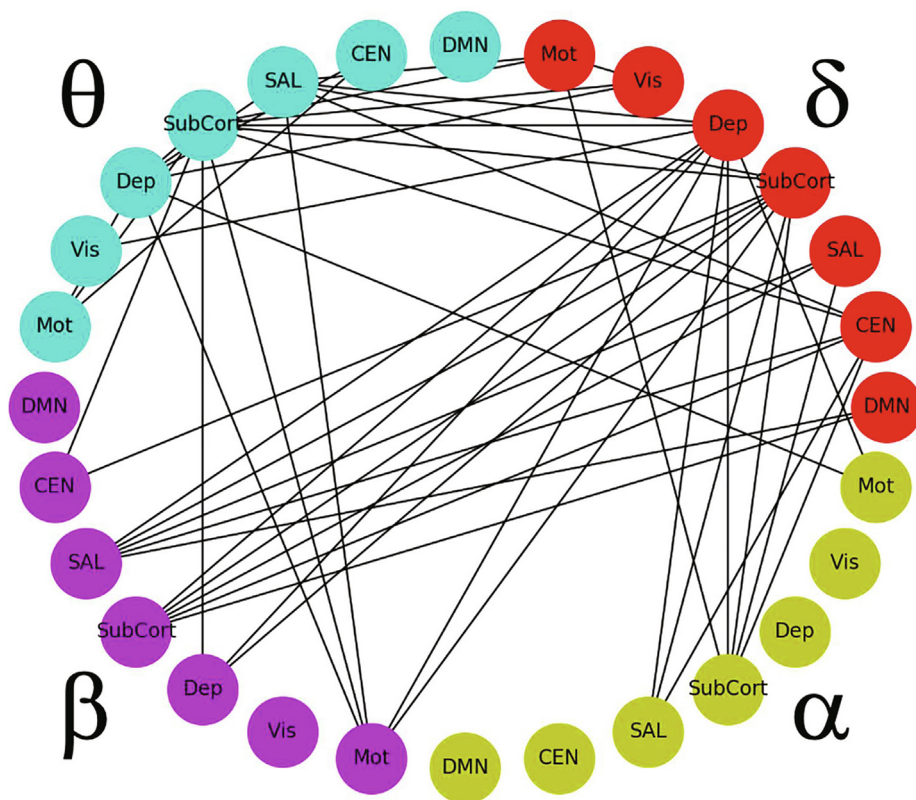 θ
SubCort
SAL
CEN
DMN
Mot
Vis
Dep
δ
SubCort
SAL
CEN
DMN
Mot
Vis
Dep
SubCort
α
SAL
CEN
DMN
Mot
Vis
Dep
β
SubCort
SAL
CEN
DMN
Mot
Vis
Dep